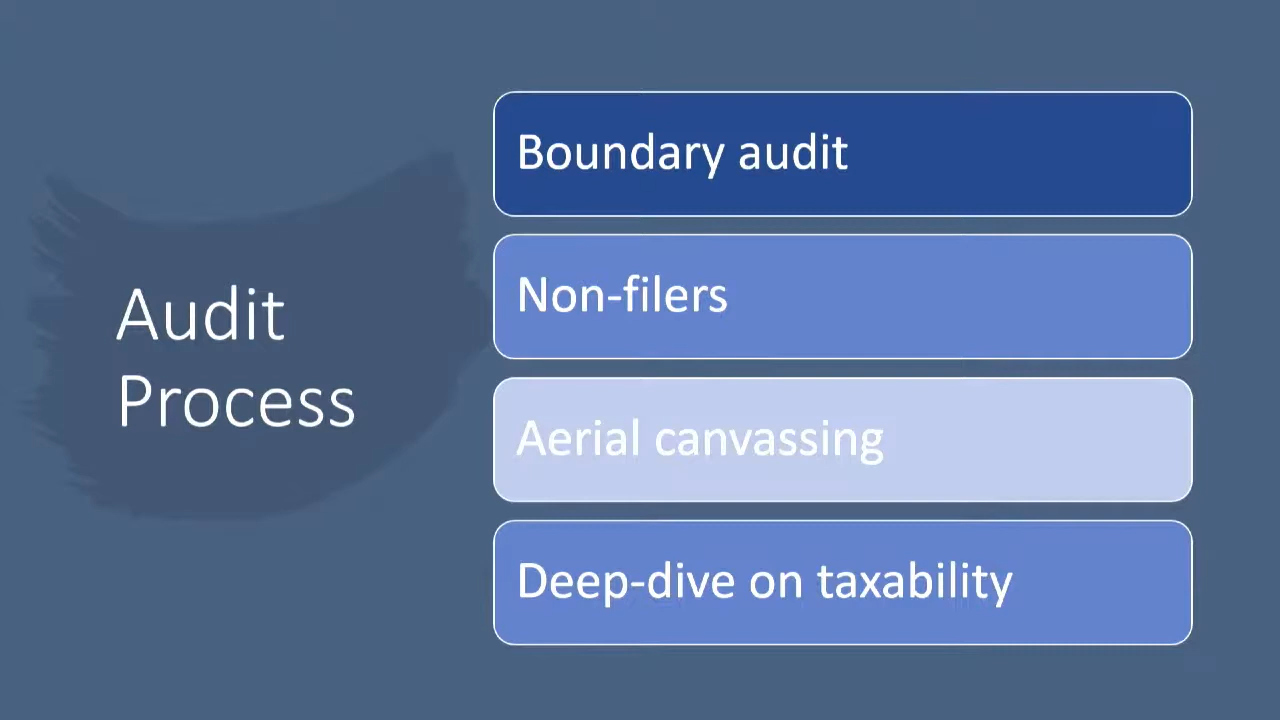 Audit
Process
Boundary audit
Non-filers
Aerial canvassing
Deep-dive on taxability